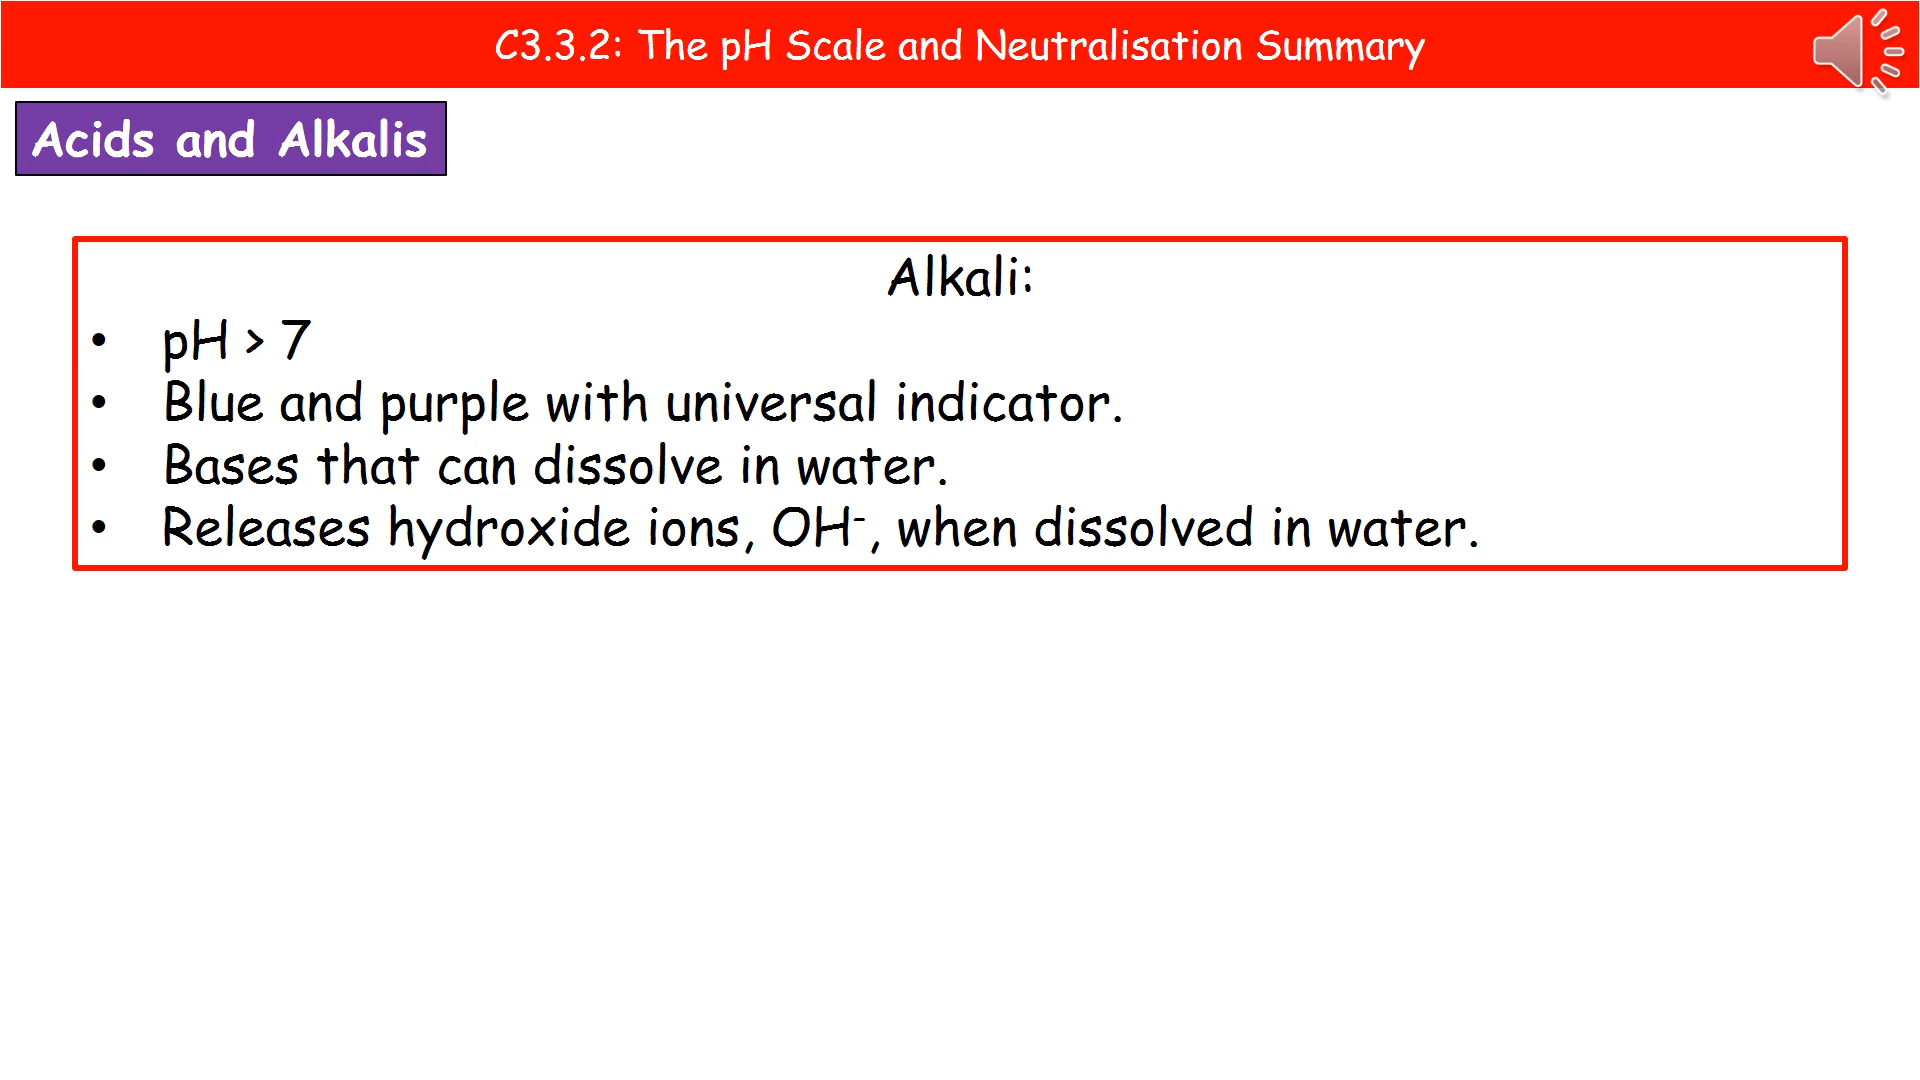 C3.3.2: The pH Scale and Neutralisation Summary
Acids and Alkalis
Alkali:
• pH > 7
• Blue and purple with universal indicator.
• Bases that can dissolve in water.
• Releases hydroxide ions, OH⁻, when dissolved in water.